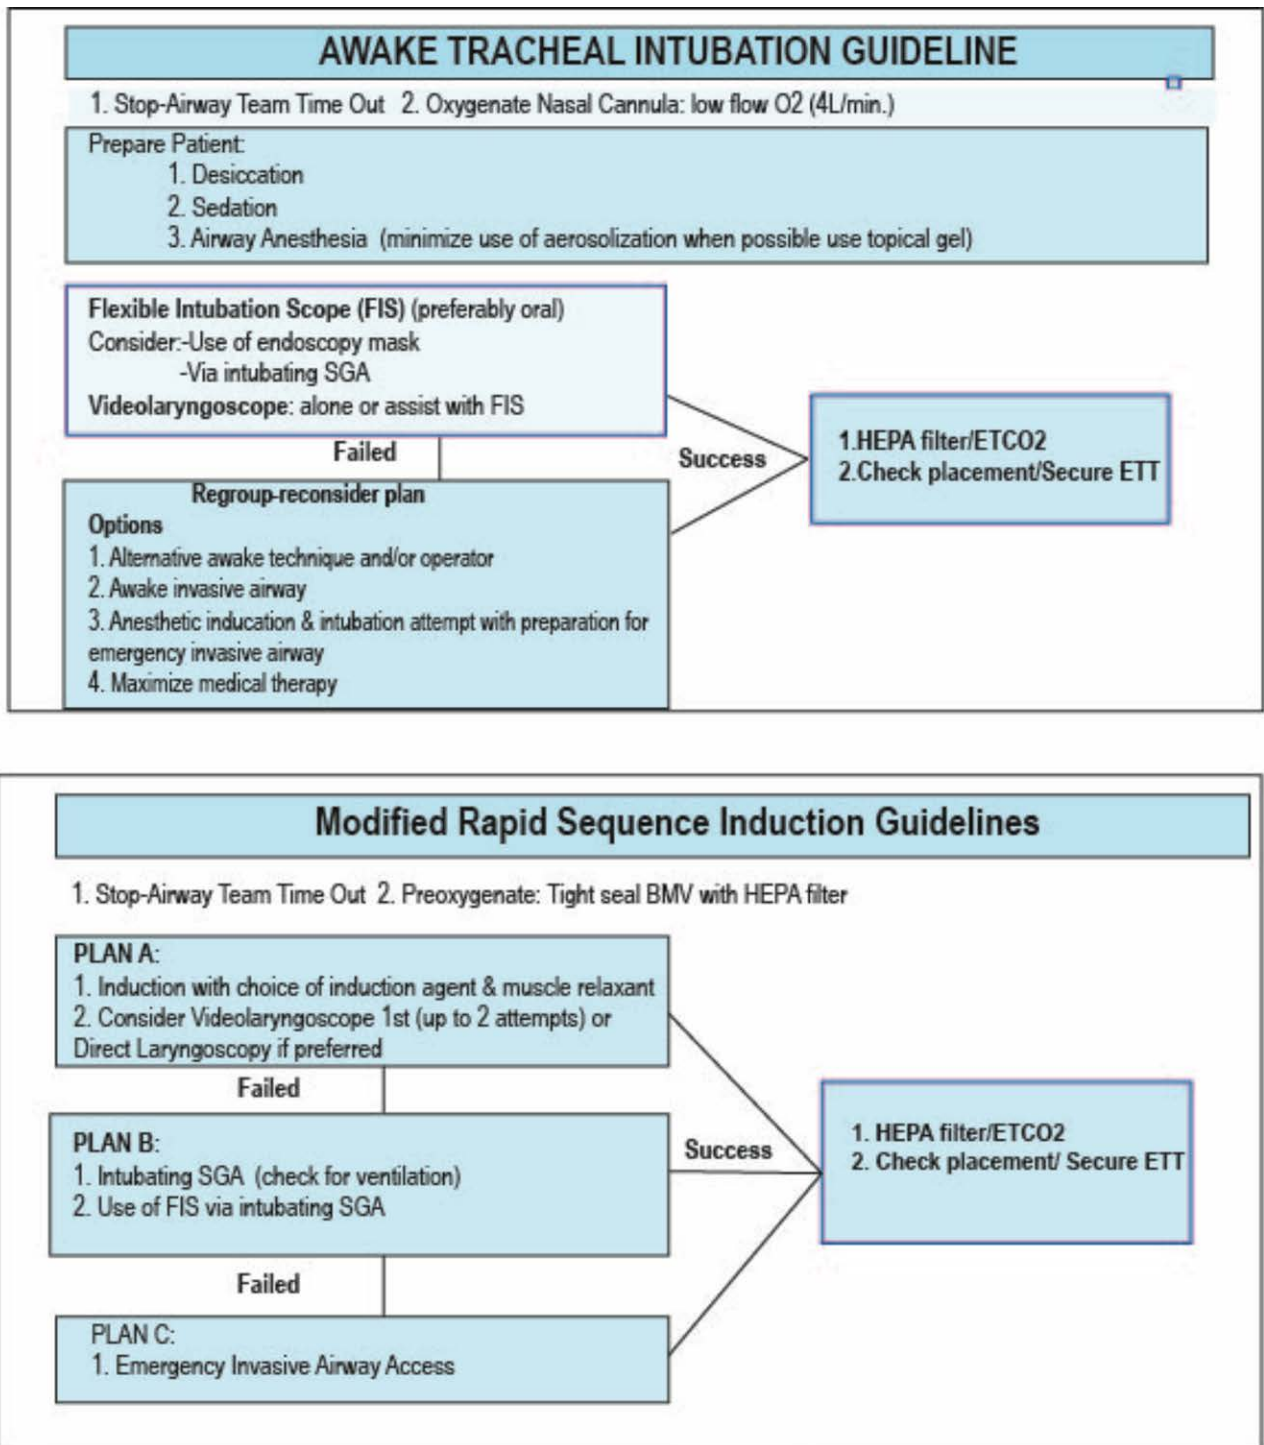 AWAKE TRACHEAL INTUBATION GUIDELINE
1. Stop-Airway Team Time Out 2. Oxygenate Nasal Cannula: low flow O2 (4L/min.)
Prepare Patient:
1. Desiccation
2. Sedation
3. Airway Anesthesia (minimize use of aerosolization when possible use topical gel)
Flexible Intubation Scope (FIS) (preferably oral)
Consider:-Use of endoscopy mask
-Via intubating SGA
Videolaryngoscope: alone or assist with FIS
Failed
Success
1.HEPA filter/ETCO2
2.Check placement/Secure ETT
Regroup-reconsider plan
Options
1. Alternative awake technique and/or operator
2. Awake invasive airway
3. Anesthetic inducation & intubation attempt with preparation for
emergency invasive airway
4. Maximize medical therapy
Modified Rapid Sequence Induction Guidelines
1. Stop-Airway Team Time Out 2. Preoxygenate: Tight seal BMV with HEPA filter
PLAN A:
1. Induction with choice of induction agent & muscle relaxant
2. Consider Videolaryngoscope 1st (up to 2 attempts) or
Direct Laryngoscopy if preferred
Failed
PLAN B:
1. Intubating SGA (check for ventilation)
2. Use of FIS via intubating SGA
Success
1. HEPA filter/ETCO2
2. Check placement/ Secure ETT
Failed
PLAN C:
1. Emergency Invasive Airway Access